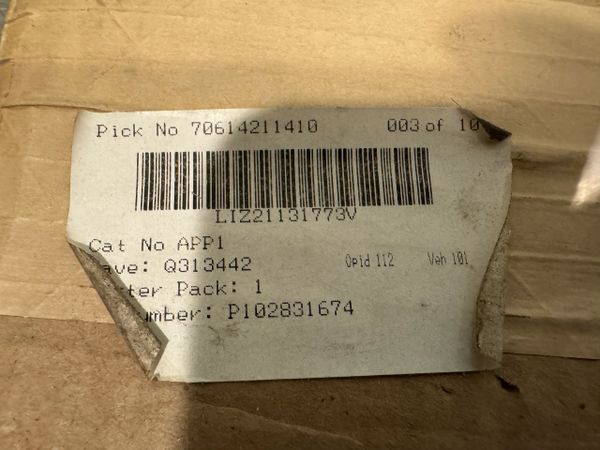 Pick No 70614211410 003 of 10
LIZ21131773V
Cat No APP1
ave: Q313442 Opid 112 Veh 101
ter Pack: 1
umber: P102831674